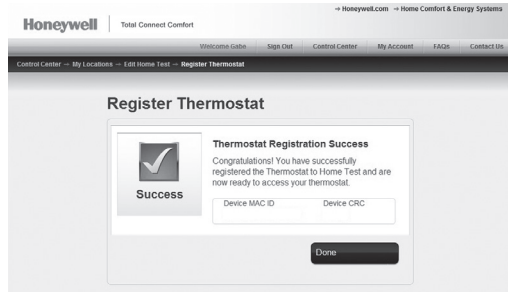 → Honeywell.com → Home Comfort & Energy Systems
Honeywell Total Connect Comfort
Welcome Gabe Sign Out Control Center My Account FAQs Contact Us
Control Center → My Locations → Edit Home Test → Register Thermostat
Register Thermostat
Thermostat Registration Success
Congratulations! You have successfully
registered the Thermostat to Home Test and are
now ready to access your thermostat.
Success
Device MAC ID Device CRC
Done